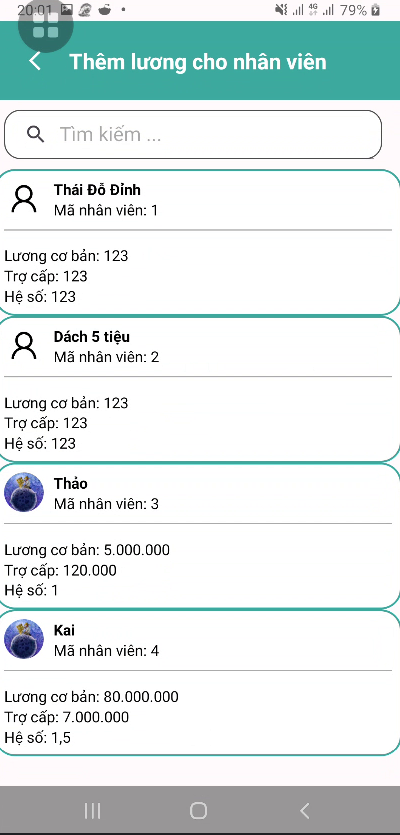 20:01 4G 79%
Thêm lương cho nhân viên
Tìm kiếm ...
Thái Đỗ Đỉnh
Mã nhân viên: 1
Lương cơ bản: 123
Trợ cấp: 123
Hệ số: 123
Dách 5 tiệu
Mã nhân viên: 2
Lương cơ bản: 123
Trợ cấp: 123
Hệ số: 123
Thảo
Mã nhân viên: 3
Lương cơ bản: 5.000.000
Trợ cấp: 120.000
Hệ số: 1
Kai
Mã nhân viên: 4
Lương cơ bản: 80.000.000
Trợ cấp: 7.000.000
Hệ số: 1,5